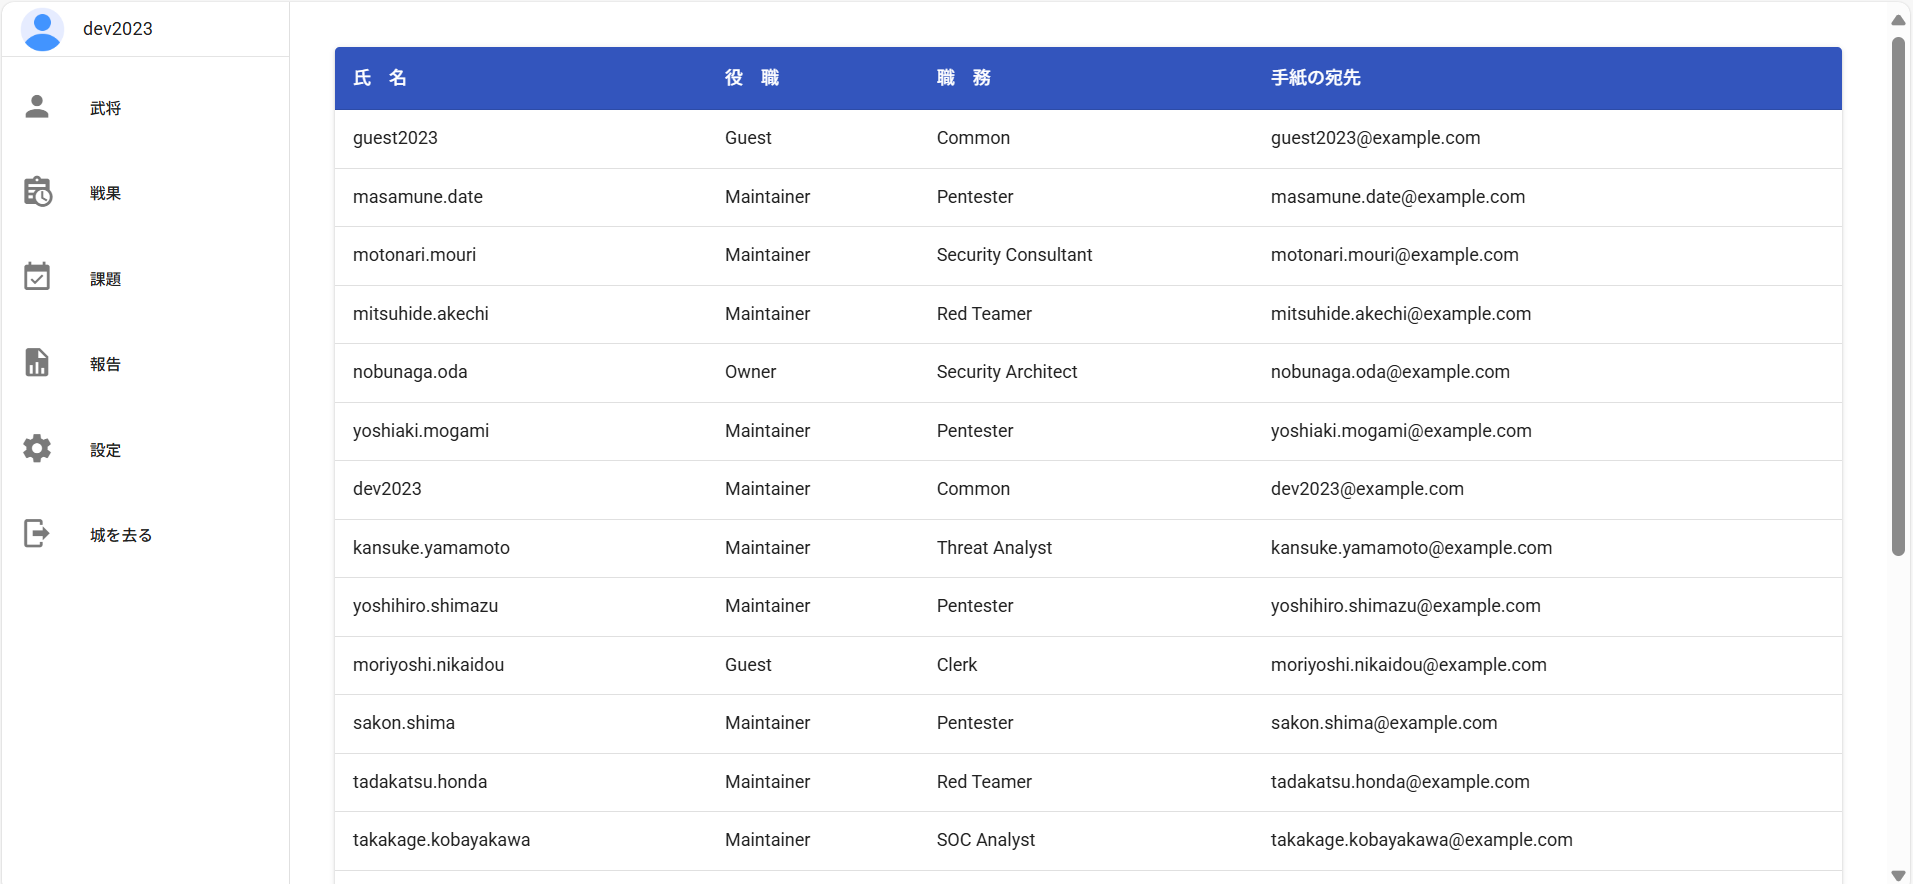 dev2023
武将
戦果
課題
報告
設定
城を去る
氏　名 役　職 職　務 手紙の宛先
guest2023 Guest Common guest2023@example.com
masamune.date Maintainer Pentester masamune.date@example.com
motonari.mouri Maintainer Security Consultant motonari.mouri@example.com
mitsuhide.akechi Maintainer Red Teamer mitsuhide.akechi@example.com
nobunaga.oda Owner Security Architect nobunaga.oda@example.com
yoshiaki.mogami Maintainer Pentester yoshiaki.mogami@example.com
dev2023 Maintainer Common dev2023@example.com
kansuke.yamamoto Maintainer Threat Analyst kansuke.yamamoto@example.com
yoshihiro.shimazu Maintainer Pentester yoshihiro.shimazu@example.com
moriyoshi.nikaidou Guest Clerk moriyoshi.nikaidou@example.com
sakon.shima Maintainer Pentester sakon.shima@example.com
tadakatsu.honda Maintainer Red Teamer tadakatsu.honda@example.com
takakage.kobayakawa Maintainer SOC Analyst takakage.kobayakawa@example.com